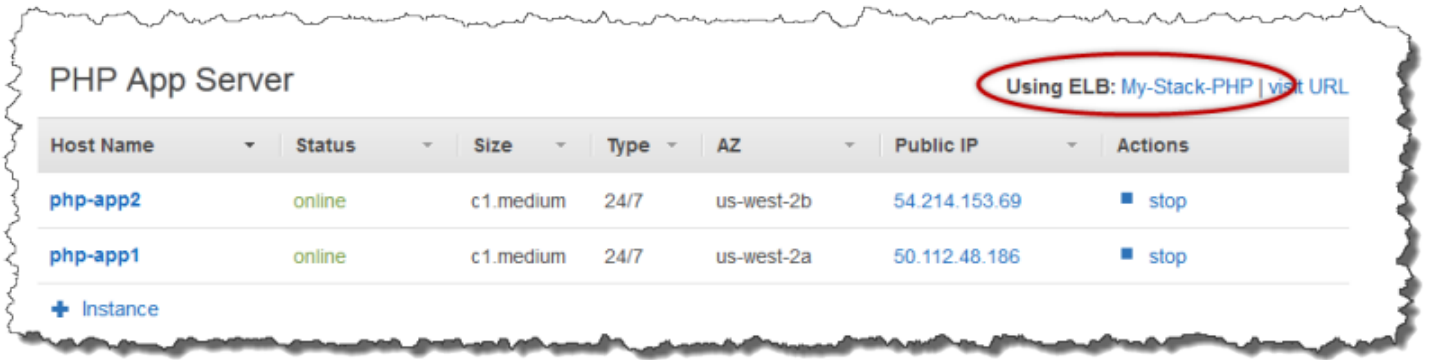 PHP App Server
Using ELB: My-Stack-PHP | visit URL
Host Name Status Size Type AZ Public IP Actions
php-app2 online c1.medium 24/7 us-west-2b 54.214.153.69 stop
php-app1 online c1.medium 24/7 us-west-2a 50.112.48.186 stop
+ Instance